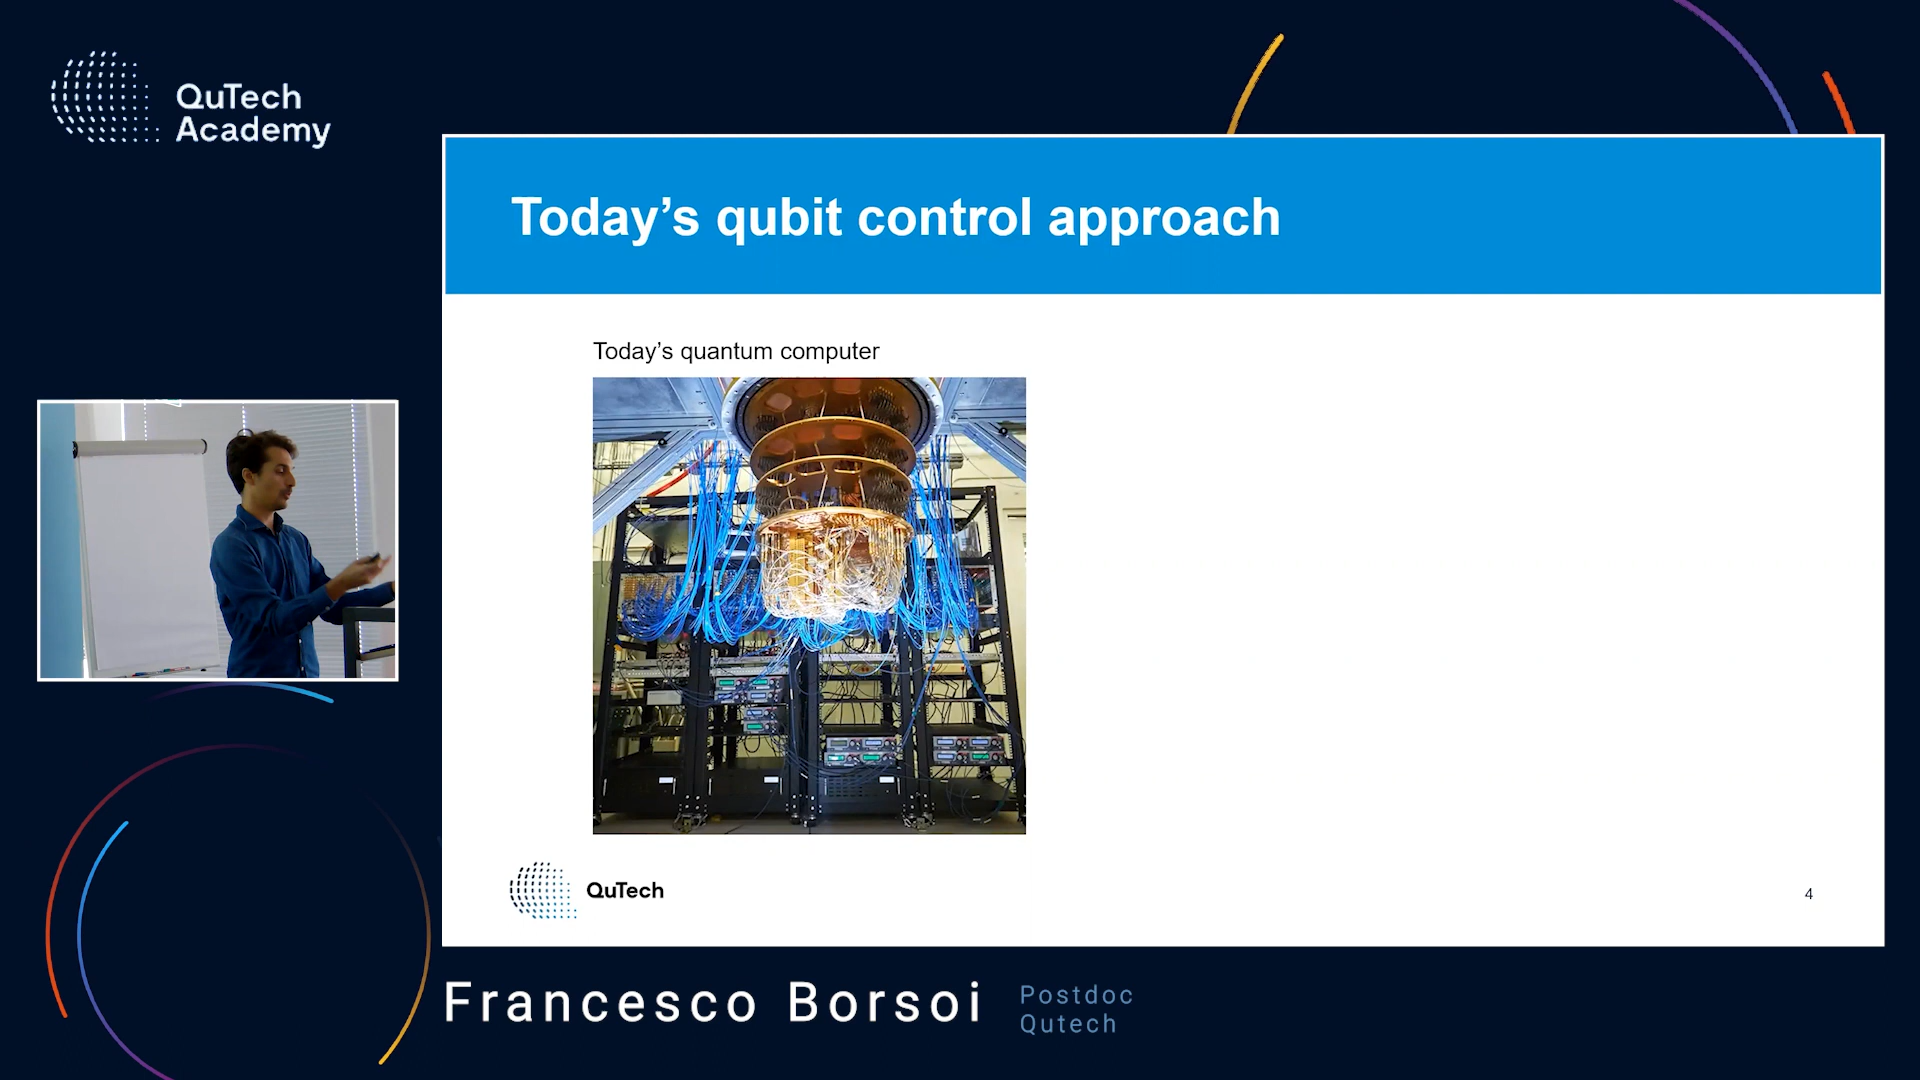 QuTech
Academy
Today’s qubit control approach
Today’s quantum computer
QuTech
4
Francesco Borsoi
Postdoc
Qutech